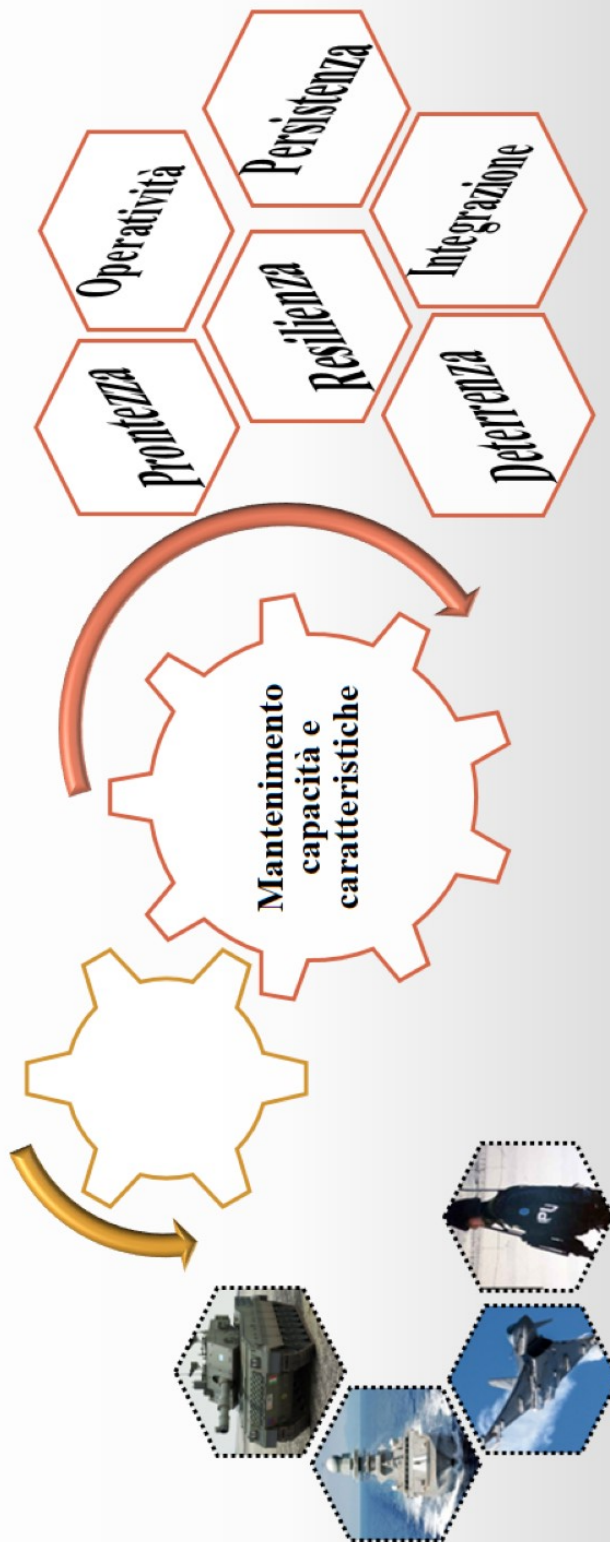 Mantenimento
capacità e
caratteristiche
Prontezza
Operatività
Resilienza
Persistenza
Deterrenza
Integrazione